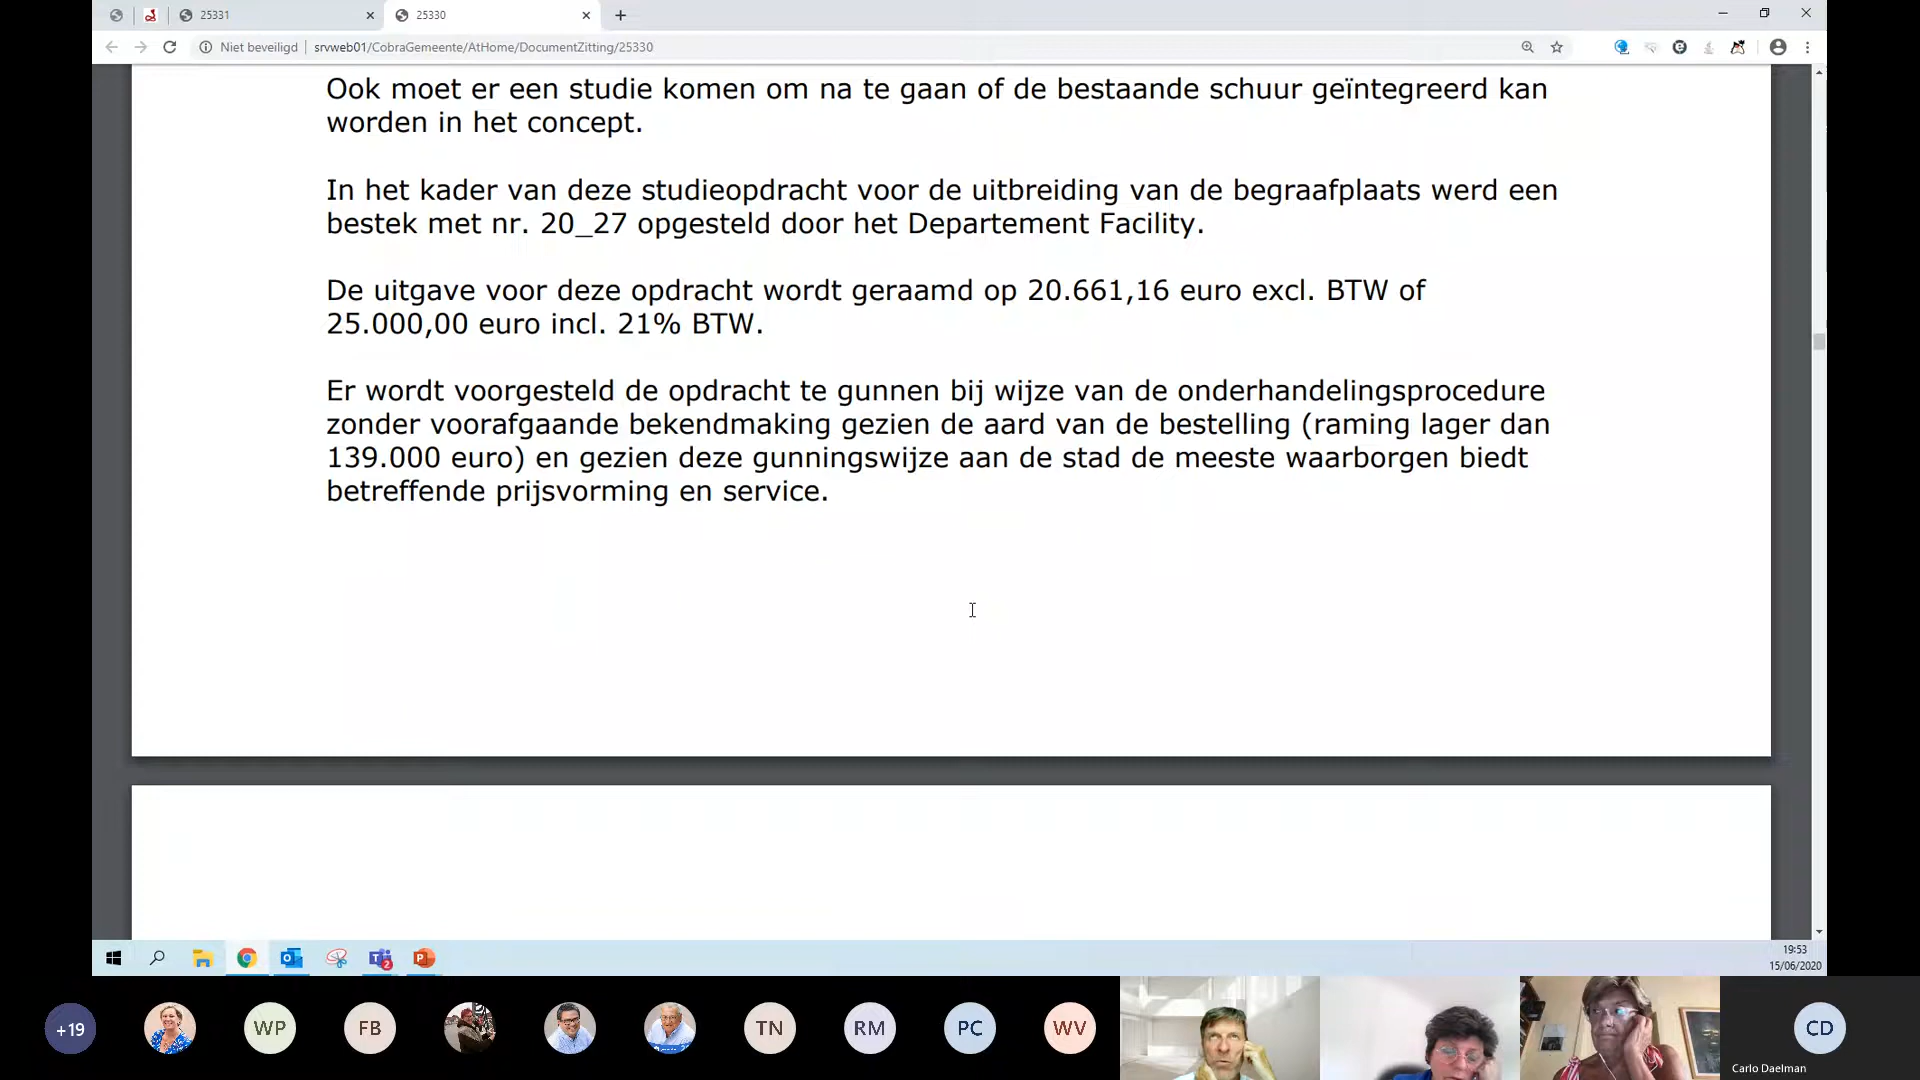 25331
25330
Niet beveiligd
srvweb01/CobraGemeente/AtHome/DocumentZitting/25330
Ook moet er een studie komen om na te gaan of de bestaande schuur geïntegreerd kan
worden in het concept.
In het kader van deze studieopdracht voor de uitbreiding van de begraafplaats werd een
bestek met nr. 20_27 opgesteld door het Departement Facility.
De uitgave voor deze opdracht wordt geraamd op 20.661,16 euro excl. BTW of
25.000,00 euro incl. 21% BTW.
Er wordt voorgesteld de opdracht te gunnen bij wijze van de onderhandelingsprocedure
zonder voorafgaande bekendmaking gezien de aard van de bestelling (raming lager dan
139.000 euro) en gezien deze gunningswijze aan de stad de meeste waarborgen biedt
betreffende prijsvorming en service.
19:53
15/06/2020
+19
WP
FB
TN
RM
PC
WV
CD
Carlo Daelman